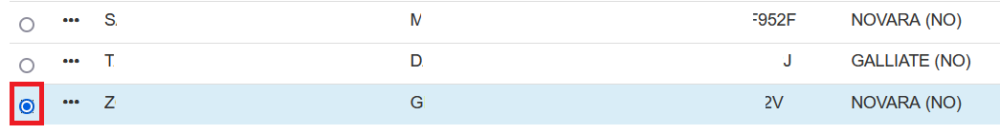 ••• S. M F952F NOVARA (NO)
••• T. D J GALLIATE (NO)
••• Z G 2V NOVARA (NO)